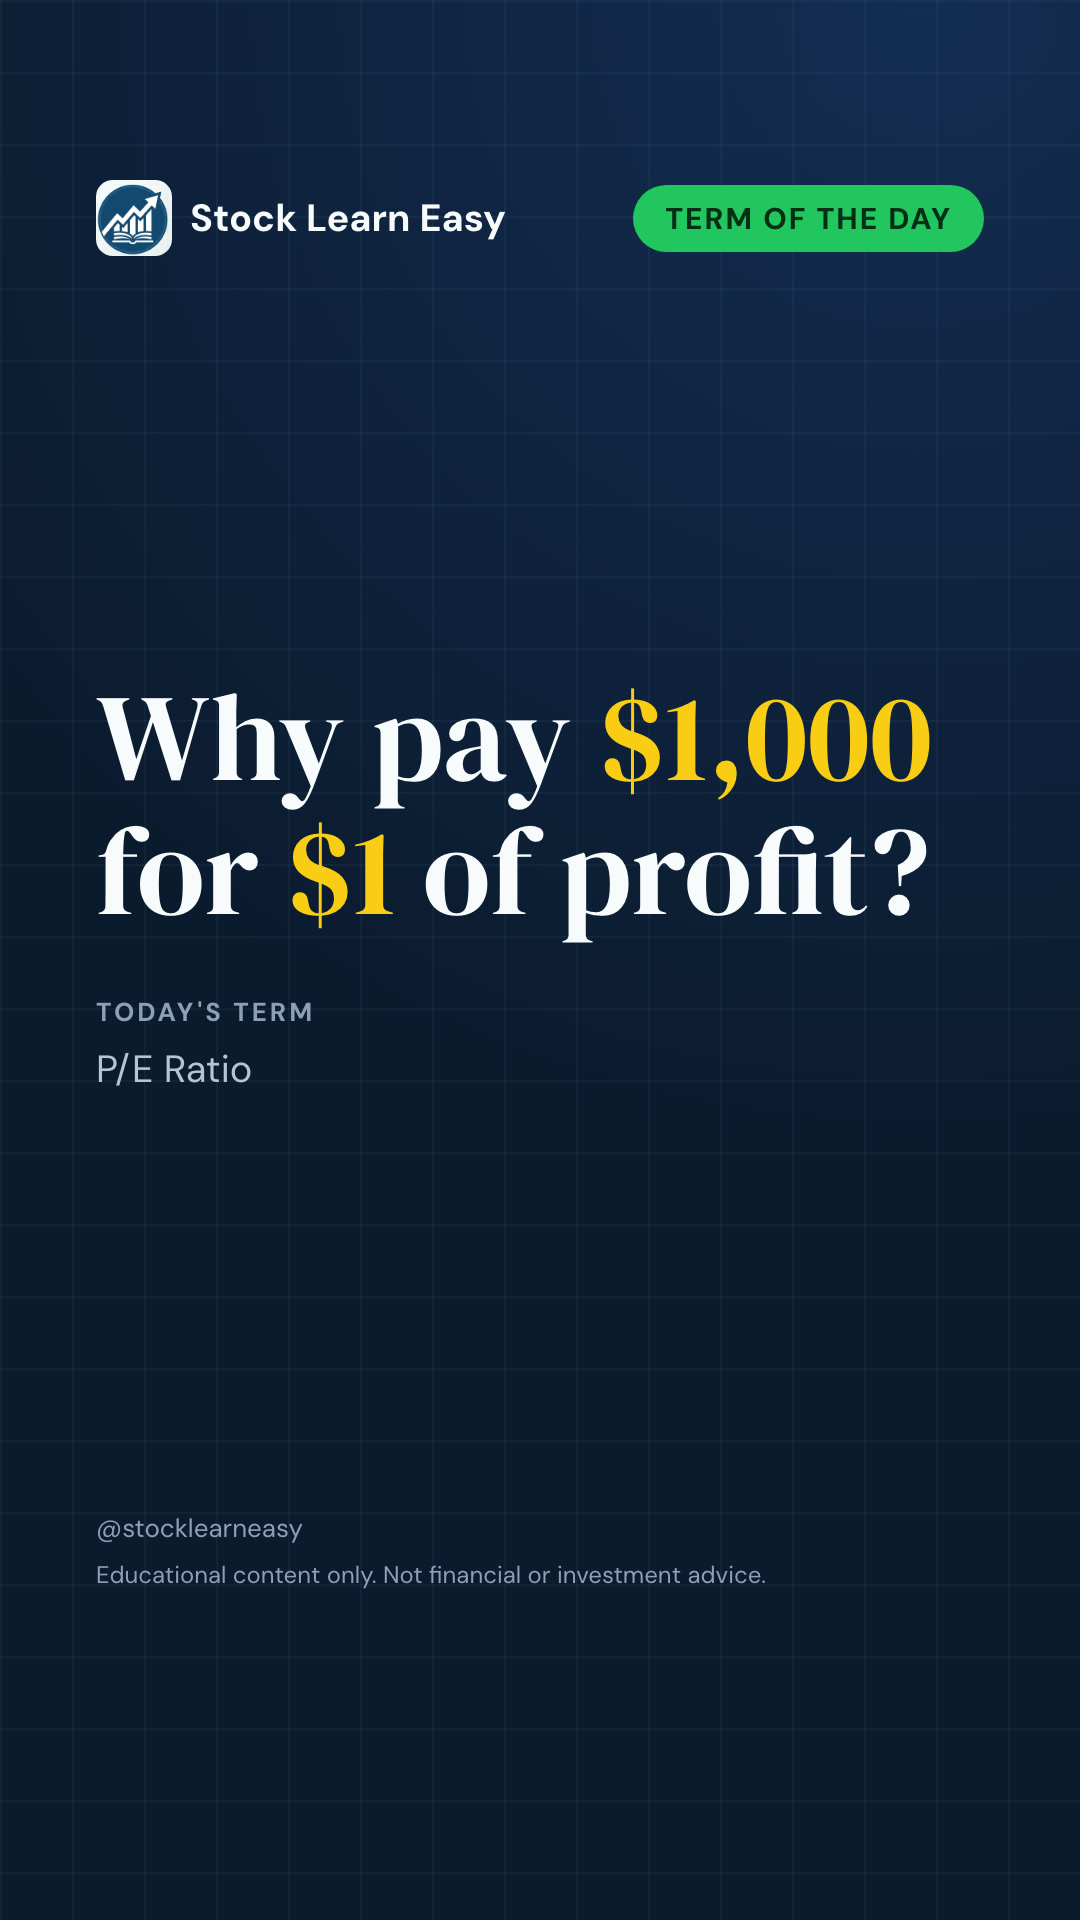 Stock Learn Easy
TERM OF THE DAY
Why pay $1,000
for $1 of profit?
TODAY'S TERM
P/E Ratio
@stocklearneasy
Educational content only. Not financial or investment advice.